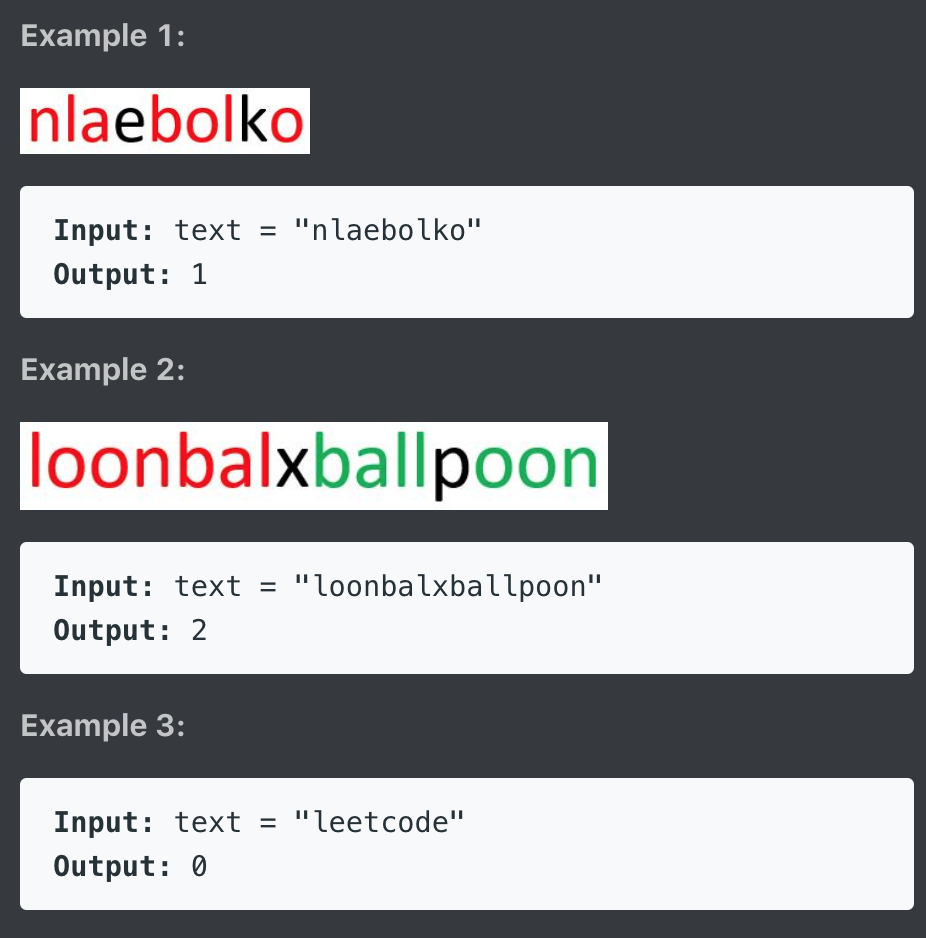 Example 1:
nlaebolko
Input: text = "nlaebolko"
Output: 1
Example 2:
loonbalxballpoon
Input: text = "loonbalxballpoon"
Output: 2
Example 3:
Input: text = "leetcode"
Output: 0